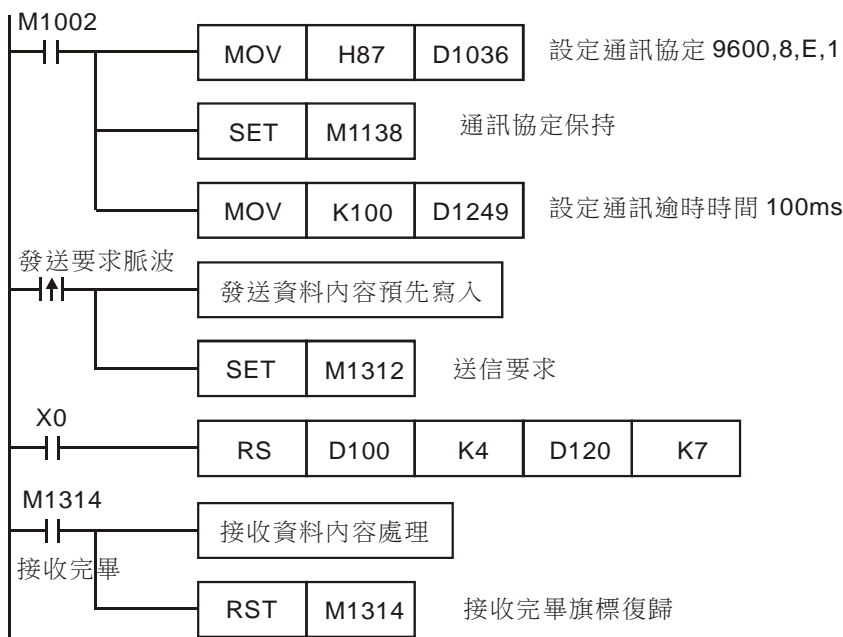 M1002
MOV H87 D1036 設定通訊協定 9600,8,E,1
SET M1138 通訊協定保持
MOV K100 D1249 設定通訊逾時時間 100ms
發送要求脈波
發送資料內容預先寫入
SET M1312 送信要求
X0
RS D100 K4 D120 K7
M1314
接收資料內容處理
接收完畢
RST M1314 接收完畢旗標復歸